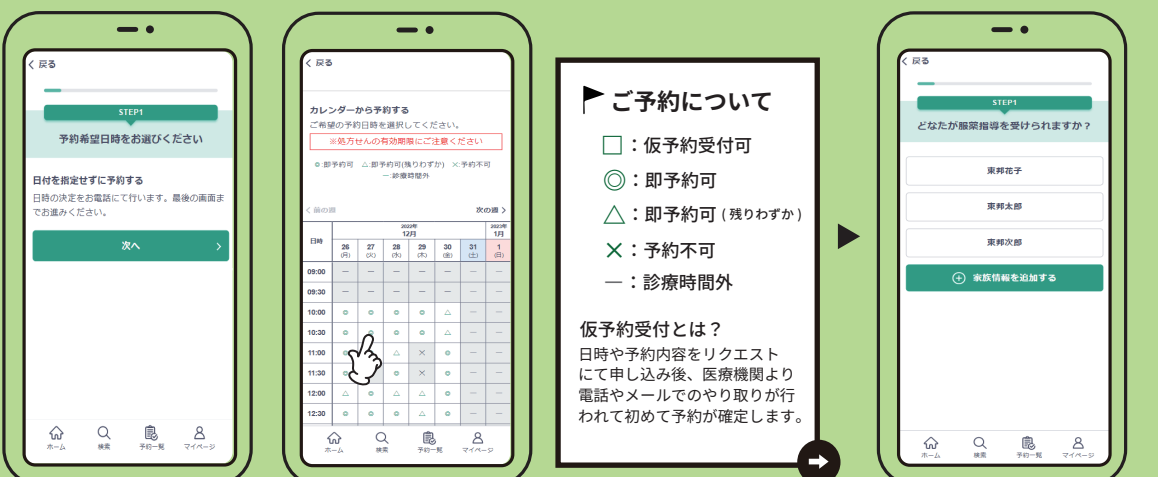 < 戻る
STEP1
予約希望日時をお選びください
日付を指定せずに予約する
日時の決定をお電話にて行います。最後の画面ま
でお進みください。
次へ >
ホーム 検索 予約一覧 マイページ
< 戻る
カレンダーから予約する
ご希望の予約日時を選択してください。
※処方せんの有効期限にご注意ください
◎:即予約可 △:即予約可(残りわずか) ×:予約不可
—:診療時間外
< 前の週 次の週 >
日時
2022年 2023年
12月 1月
26 27 28 29 30 31 1
(月) (火) (水) (木) (金) (土) (日)
09:00 — — — — — — —
09:30 — — — — — — —
10:00 ◎ ◎ ◎ ◎ △ — —
10:30 ◎ ◎ ◎ ◎ △ — —
11:00 ◎ △ × ◎ — —
11:30 ◎ ◎ × ◎ — —
12:00 △ ◎ △ △ ◎ — —
12:30 ◎ ◎ ◎ △ ◎ — —
ホーム 検索 予約一覧 マイページ
ご予約について
□：仮予約受付可
◎：即予約可
△：即予約可 ( 残りわずか )
×：予約不可
—：診療時間外
仮予約受付とは？
日時や予約内容をリクエスト
にて申し込み後、医療機関より
電話やメールでのやり取りが行
われて初めて予約が確定します。
< 戻る
STEP1
どなたが服薬指導を受けられますか？
東邦花子
東邦太郎
東邦次郎
家族情報を追加する
ホーム 検索 予約一覧 マイページ